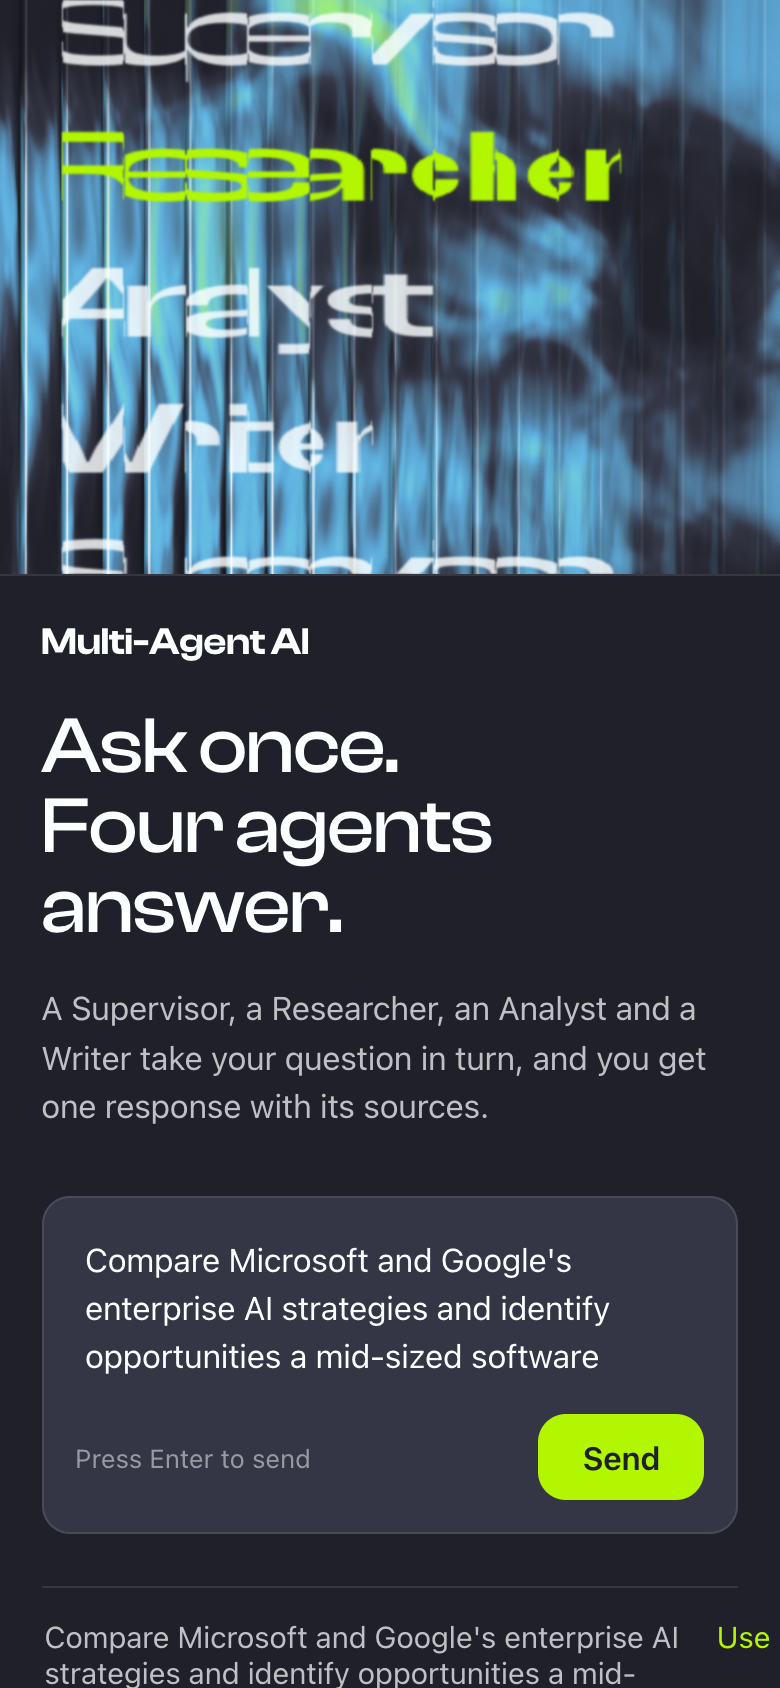 Supervisor
Researcher
Analyst
Writer
Supervisor
Multi-Agent AI
Ask once.
Four agents
answer.
A Supervisor, a Researcher, an Analyst and a
Writer take your question in turn, and you get
one response with its sources.
Compare Microsoft and Google's
enterprise AI strategies and identify
opportunities a mid-sized software
Press Enter to send
Send
Compare Microsoft and Google's enterprise AI
Use
strategies and identify opportunities a mid-